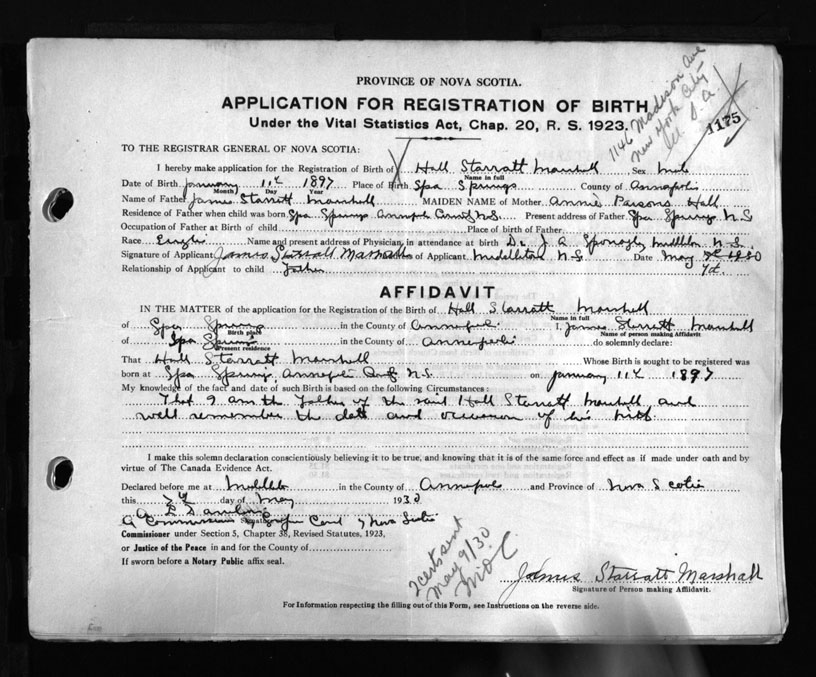 PROVINCE OF NOVA SCOTIA.
APPLICATION FOR REGISTRATION OF BIRTH
Under the Vital Statistics Act, Chap. 20, R. S. 1923.
1146 Madison Ave
New York City
U. S. A.
1175
TO THE REGISTRAR GENERAL OF NOVA SCOTIA:
I hereby make application for the Registration of Birth of Hall Starratt Marshall Sex Male
Name in full
Date of Birth January 11th 1897 Place of Birth Spa Springs County of Annapolis
Month Day Year
Name of Father James Starratt Marshall MAIDEN NAME of Mother Annie Parsons Hall
Residence of Father when child was born Spa Springs Annapolis County N.S. Present address of Father Spa Springs N.S.
Occupation of Father at Birth of child Place of birth of Father
Race English Name and present address of Physician in attendance at birth Dr. J. A. Sponagle Middleton N.S.
Signature of Applicant James Starratt Marshall of Applicant Middleton N.S. Date May 1930
7th
Relationship of Applicant to child Father
AFFIDAVIT
IN THE MATTER of the application for the Registration of the Birth of Hall Starratt Marshall
Name in full
of Spa Springs in the County of Annapolis I, James Starratt Marshall
Birth place Name of person making Affidavit
of Spa Springs in the County of Annapolis do solemnly declare:
Present residence
That Hall Starratt Marshall Whose Birth is sought to be registered was
born at Spa Springs, Annapolis County N.S. on January 11th 1897
My knowledge of the fact and date of such Birth is based on the following Circumstances:
That I am the father of the said Hall Starratt Marshall and
well remember the date and occasion of his birth.
I make this solemn declaration conscientiously believing it to be true, and knowing that it is of the same force and effect as if made under oath and by
virtue of The Canada Evidence Act.
Declared before me at Middleton in the County of Annapolis and Province of Nova Scotia
this 7th day of May 1930
A Commissioner Supreme Court of Nova Scotia
Commissioner under Section 5, Chapter 38, Revised Statutes, 1923,
or Justice of the Peace in and for the County of
If sworn before a Notary Public affix seal.
2 certs sent
May 9/30
James Starratt Marshall
Signature of Person making Affidavit.
For Information respecting the filling out of this Form, see Instructions on the reverse side.